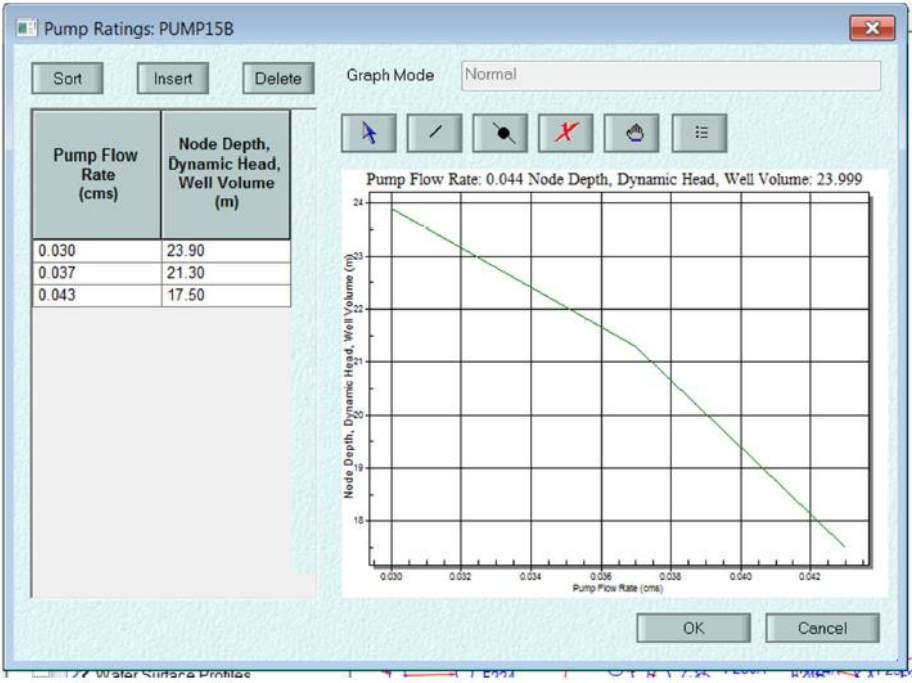 Pump Ratings: PUMP15B
Sort Insert Delete
Graph Mode Normal
Pump Flow
Rate
(cms)
Node Depth,
Dynamic Head,
Well Volume
(m)
0.030 23.90
0.037 21.30
0.043 17.50
Pump Flow Rate: 0.044 Node Depth, Dynamic Head, Well Volume: 23.999
Node Depth, Dynamic Head, Well Volume (m)
24
23
22
21
20
19
18
0.030 0.032 0.034 0.036 0.038 0.040 0.042
Pump Flow Rate (cms)
OK Cancel
Water Surface Profiles